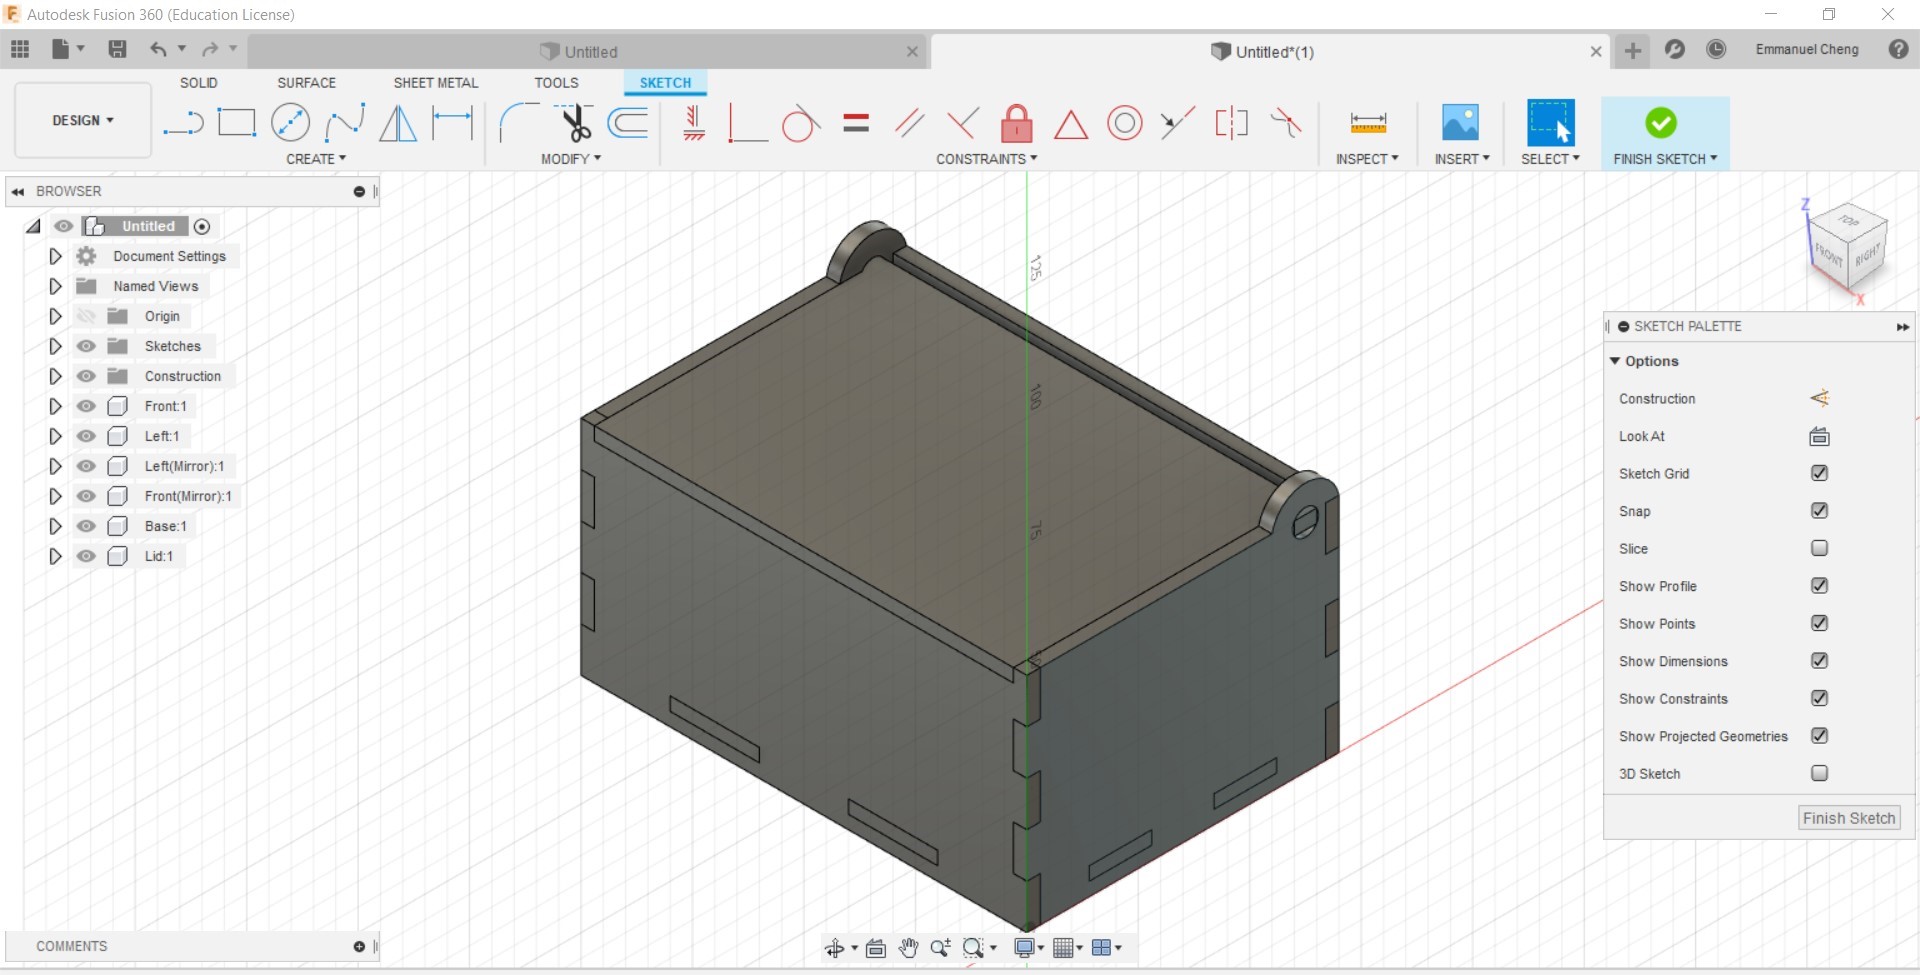 Autodesk Fusion 360 (Education License)
Untitled
Untitled*(1)
Emmanuel Cheng
SOLID
SURFACE
SHEET METAL
TOOLS
SKETCH
DESIGN
CREATE
MODIFY
CONSTRAINTS
INSPECT
INSERT
SELECT
FINISH SKETCH
BROWSER
Untitled
Document Settings
Named Views
Origin
Sketches
Construction
Front:1
Left:1
Left(Mirror):1
Front(Mirror):1
Base:1
Lid:1
125
100
75
Z
TOP
FRONT
RIGHT
X
SKETCH PALETTE
Options
Construction
Look At
Sketch Grid
Snap
Slice
Show Profile
Show Points
Show Dimensions
Show Constraints
Show Projected Geometries
3D Sketch
Finish Sketch
COMMENTS